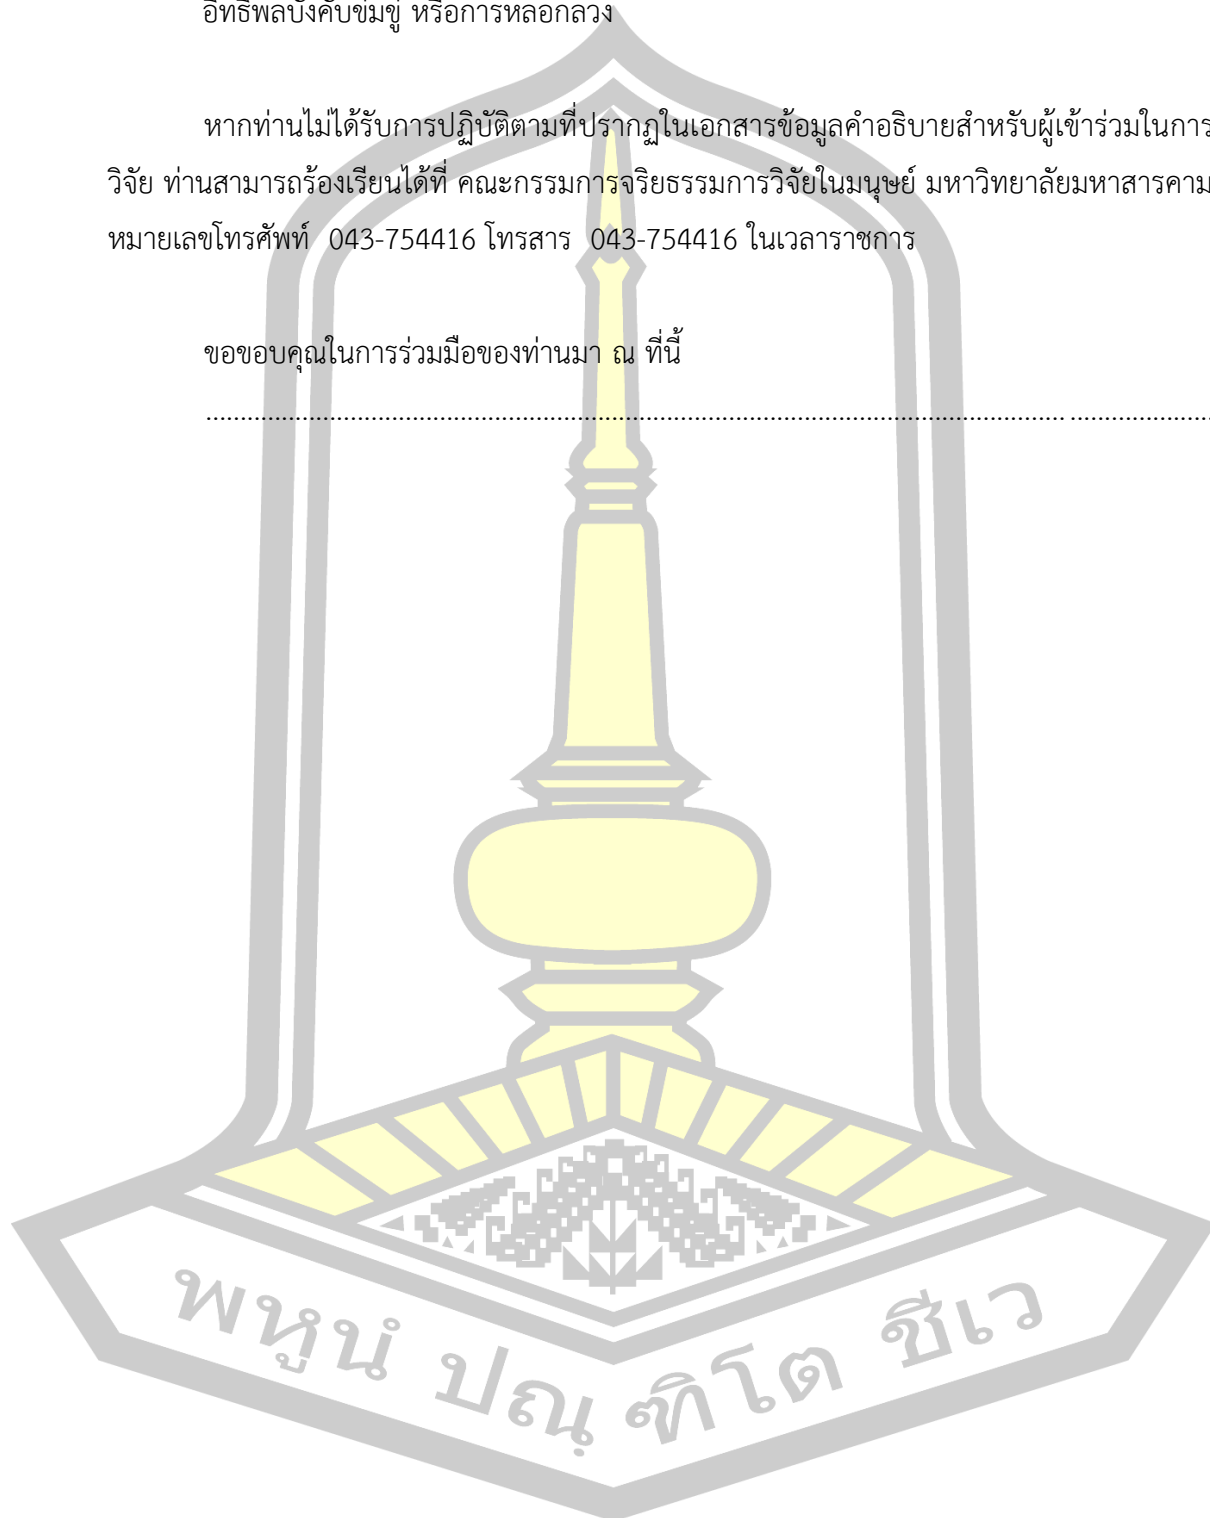 อิทธิพลบังคับข่มขู่ หรือการหลอกลวง
หากท่านไม่ได้รับการปฏิบัติตามที่ปรากฏในเอกสารข้อมูลคำอธิบายสำหรับผู้เข้าร่วมในการ
วิจัย ท่านสามารถร้องเรียนได้ที่ คณะกรรมการจริยธรรมการวิจัยในมนุษย์ มหาวิทยาลัยมหาสารคาม
หมายเลขโทรศัพท์ 043-754416 โทรสาร 043-754416 ในเวลาราชการ
ขอขอบคุณในการร่วมมือของท่านมา ณ ที่นี้
พหูนํ ปณฺฑิโต ชีเว